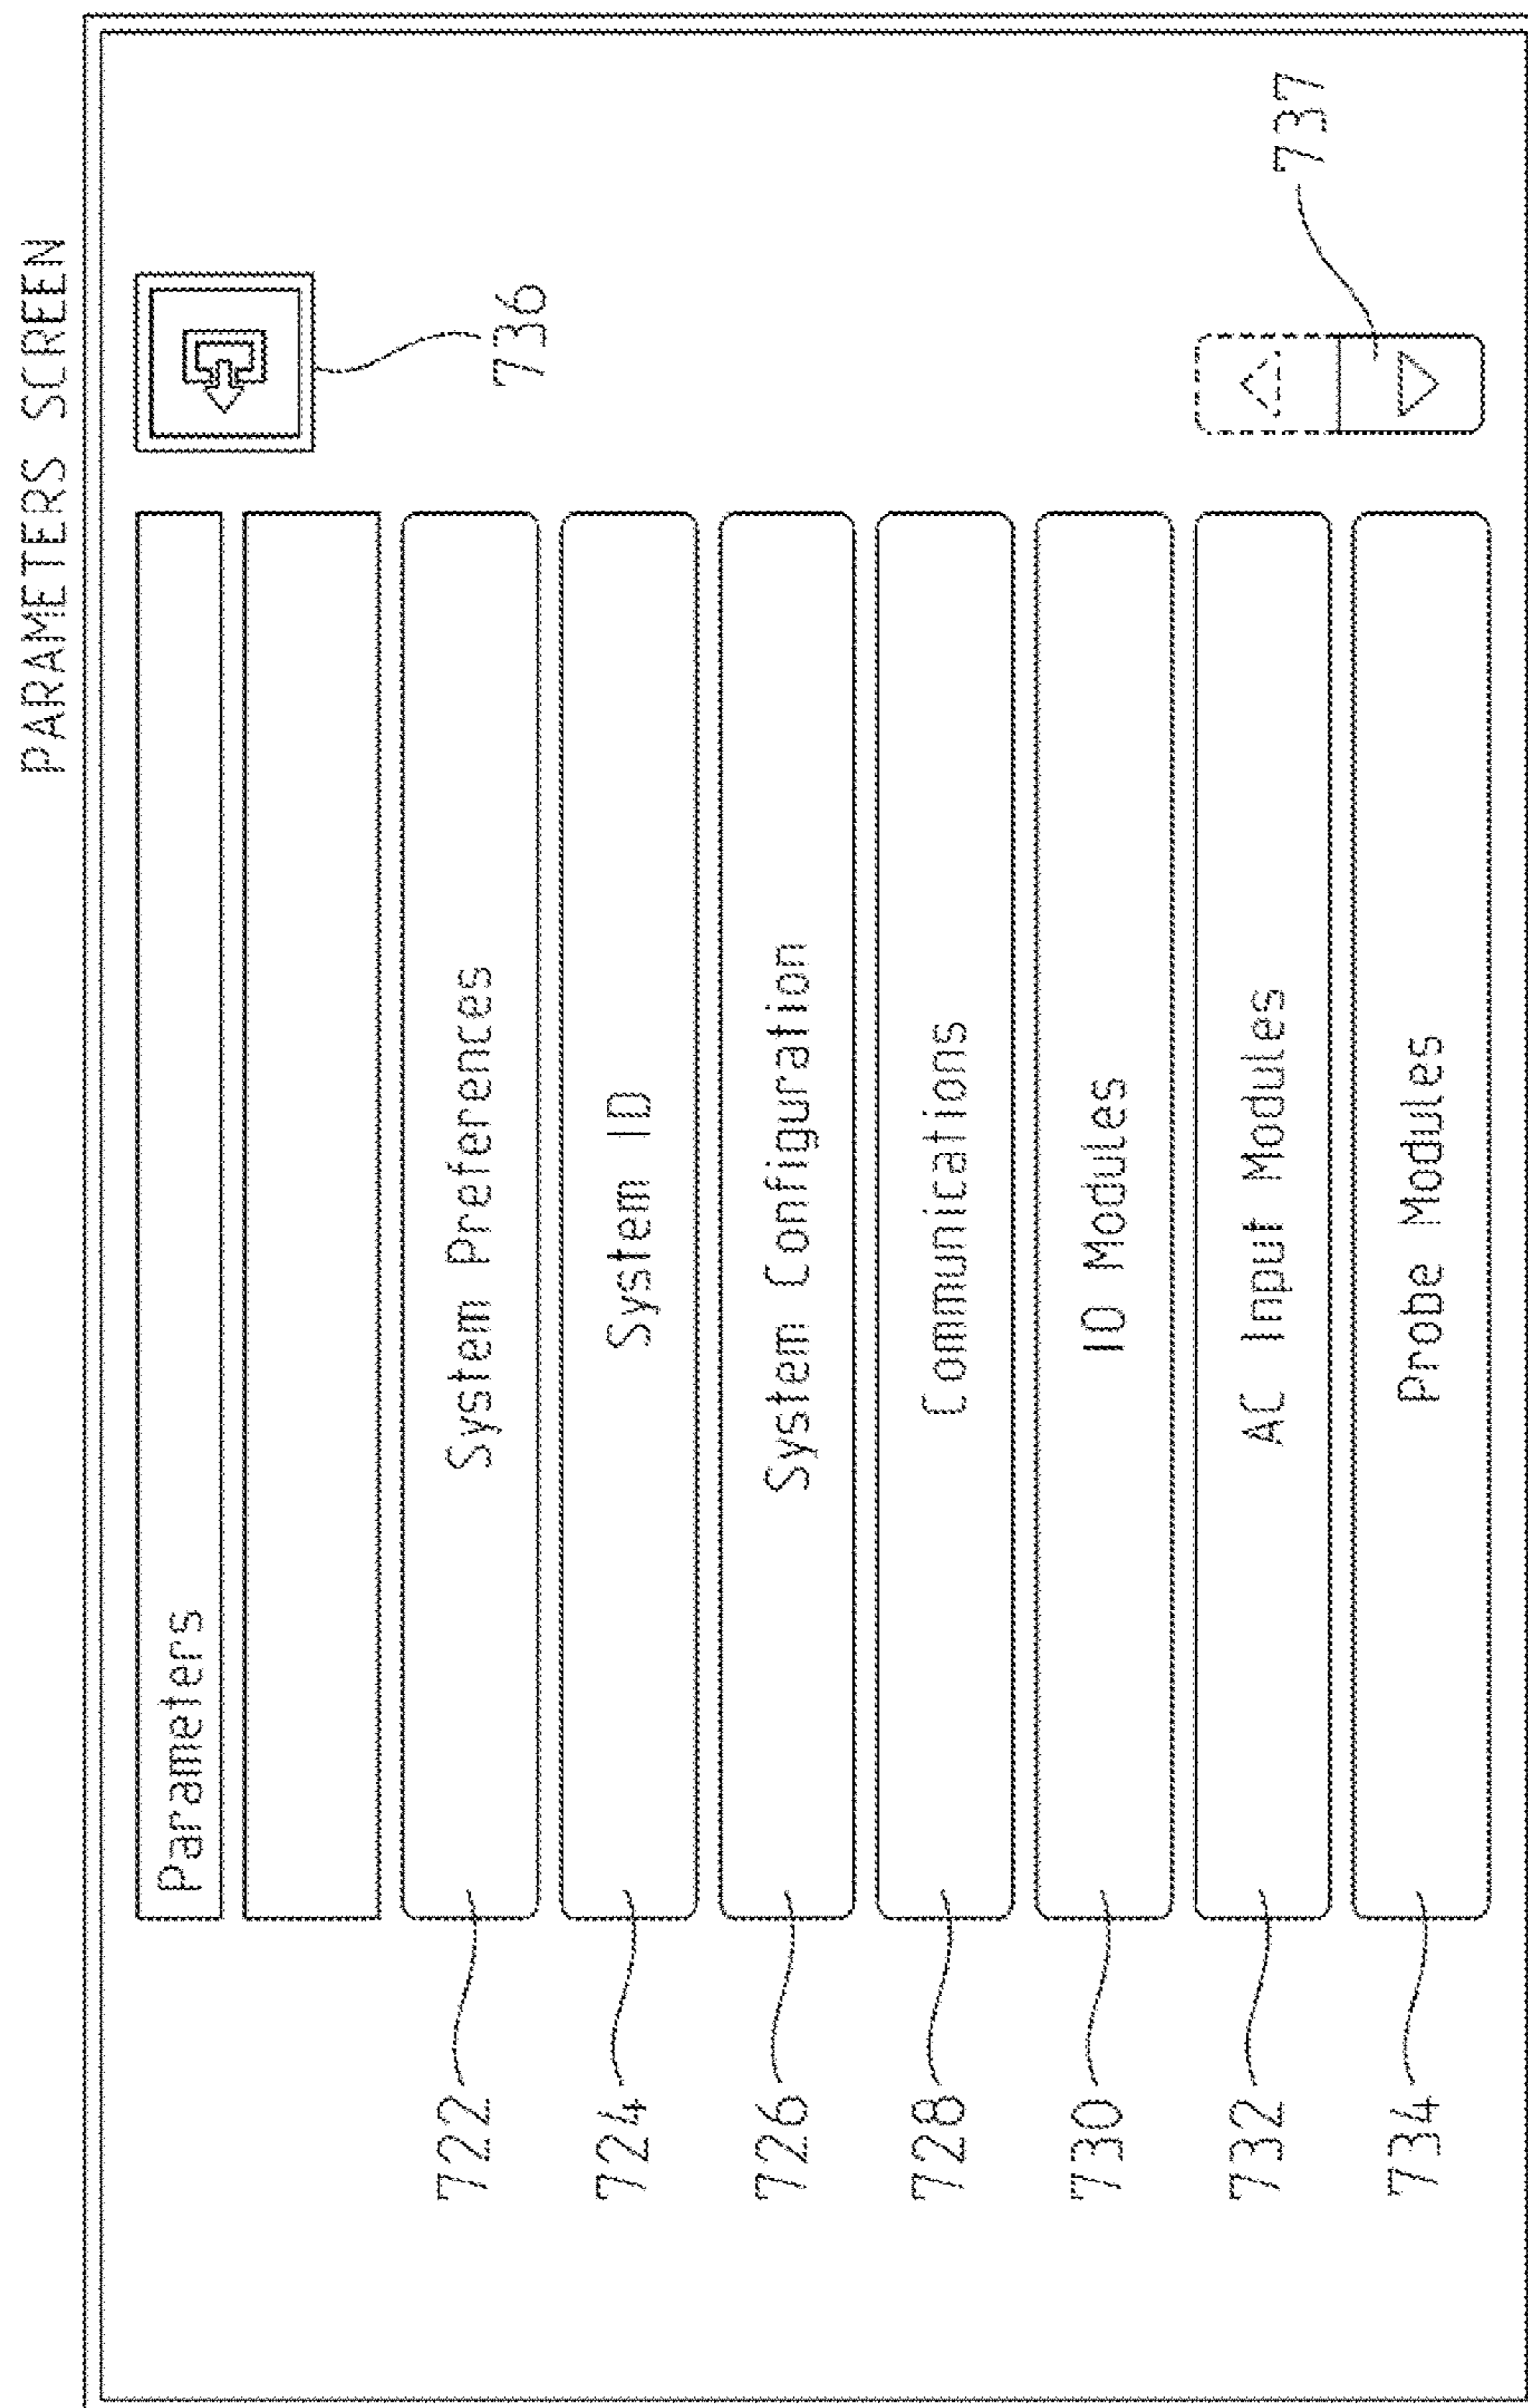 PARAMETERS SCREEN
Parameters
736
722 System Preferences
724 System ID
726 System Configuration
728 Communications
730 IO Modules
732 AC Input Modules
737
734 Probe Modules